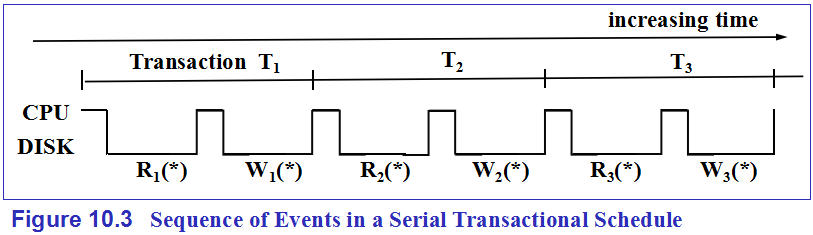 increasing time
Transaction T₁ T₂ T₃
CPU
DISK
R₁(*) W₁(*) R₂(*) W₂(*) R₃(*) W₃(*)
Figure 10.3 Sequence of Events in a Serial Transactional Schedule